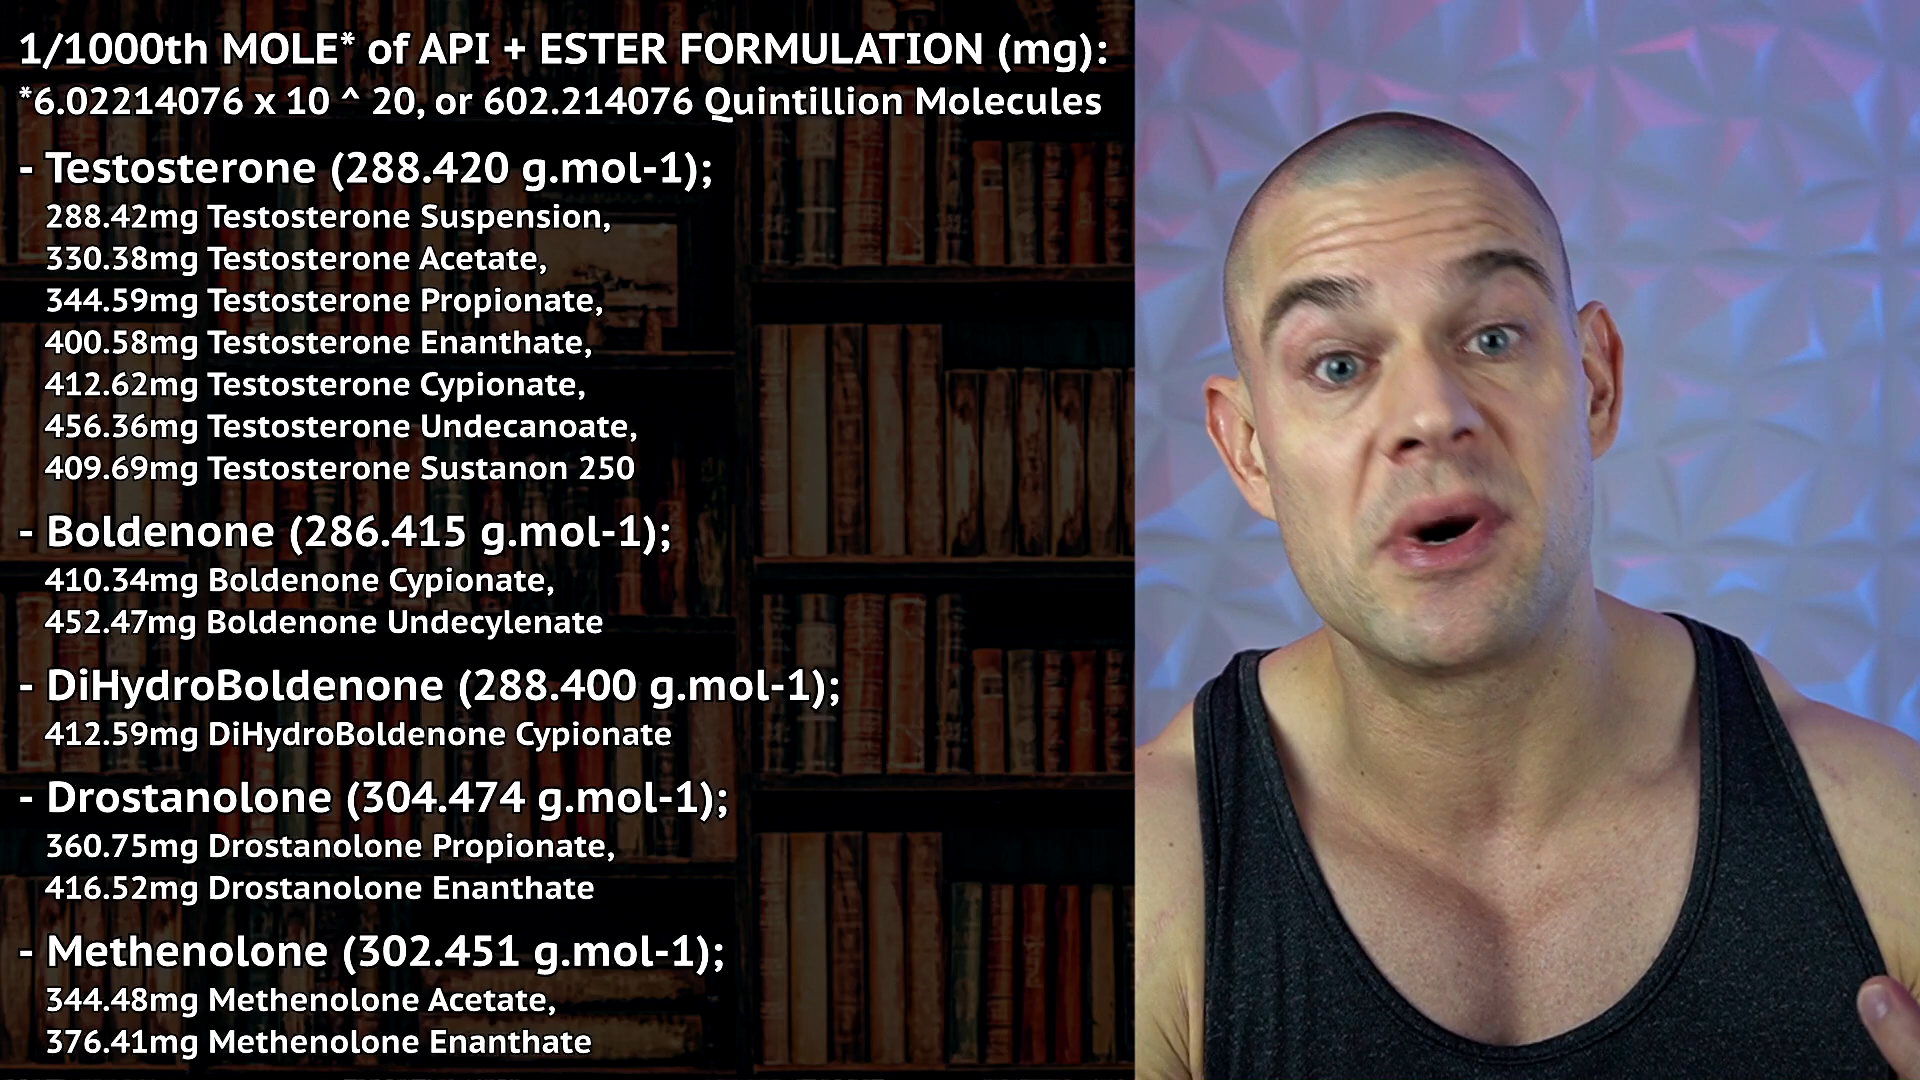 1/1000th MOLE* of API + ESTER FORMULATION (mg):
*6.02214076 x 10 ^ 20, or 602.214076 Quintillion Molecules
- Testosterone (288.420 g.mol-1);
288.42mg Testosterone Suspension,
330.38mg Testosterone Acetate,
344.59mg Testosterone Propionate,
400.58mg Testosterone Enanthate,
412.62mg Testosterone Cypionate,
456.36mg Testosterone Undecanoate,
409.69mg Testosterone Sustanon 250
- Boldenone (286.415 g.mol-1);
410.34mg Boldenone Cypionate,
452.47mg Boldenone Undecylenate
- DiHydroBoldenone (288.400 g.mol-1);
412.59mg DiHydroBoldenone Cypionate
- Drostanolone (304.474 g.mol-1);
360.75mg Drostanolone Propionate,
416.52mg Drostanolone Enanthate
- Methenolone (302.451 g.mol-1);
344.48mg Methenolone Acetate,
376.41mg Methenolone Enanthate